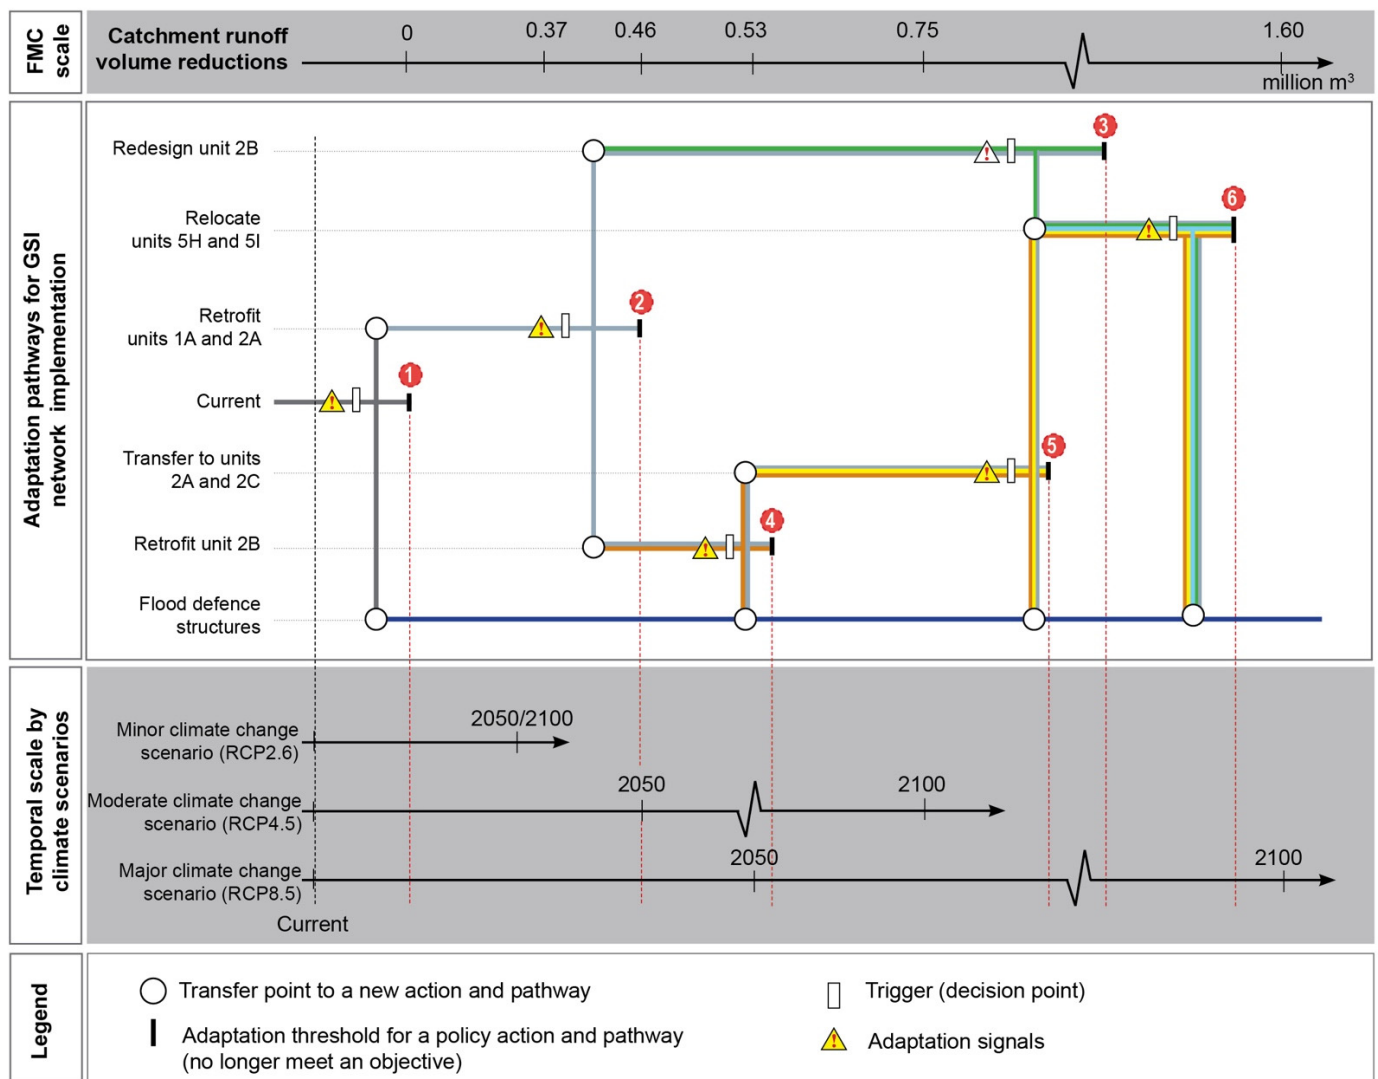 FMC
scale
Catchment runoff
volume reductions
0
0.37
0.46
0.53
0.75
1.60
million m³
Adaptation pathways for GSI
network implementation
Redesign unit 2B
Relocate
units 5H and 5I
Retrofit
units 1A and 2A
Current
Transfer to units
2A and 2C
Retrofit unit 2B
Flood defence
structures
!
3
!
6
!
2
!
1
!
5
!
4
Temporal scale by
climate scenarios
Minor climate change
scenario (RCP2.6)
2050/2100
Moderate climate change
scenario (RCP4.5)
2050
2100
Major climate change
scenario (RCP8.5)
2050
2100
Current
Legend
Transfer point to a new action and pathway
Adaptation threshold for a policy action and pathway
(no longer meet an objective)
Trigger (decision point)
!
Adaptation signals